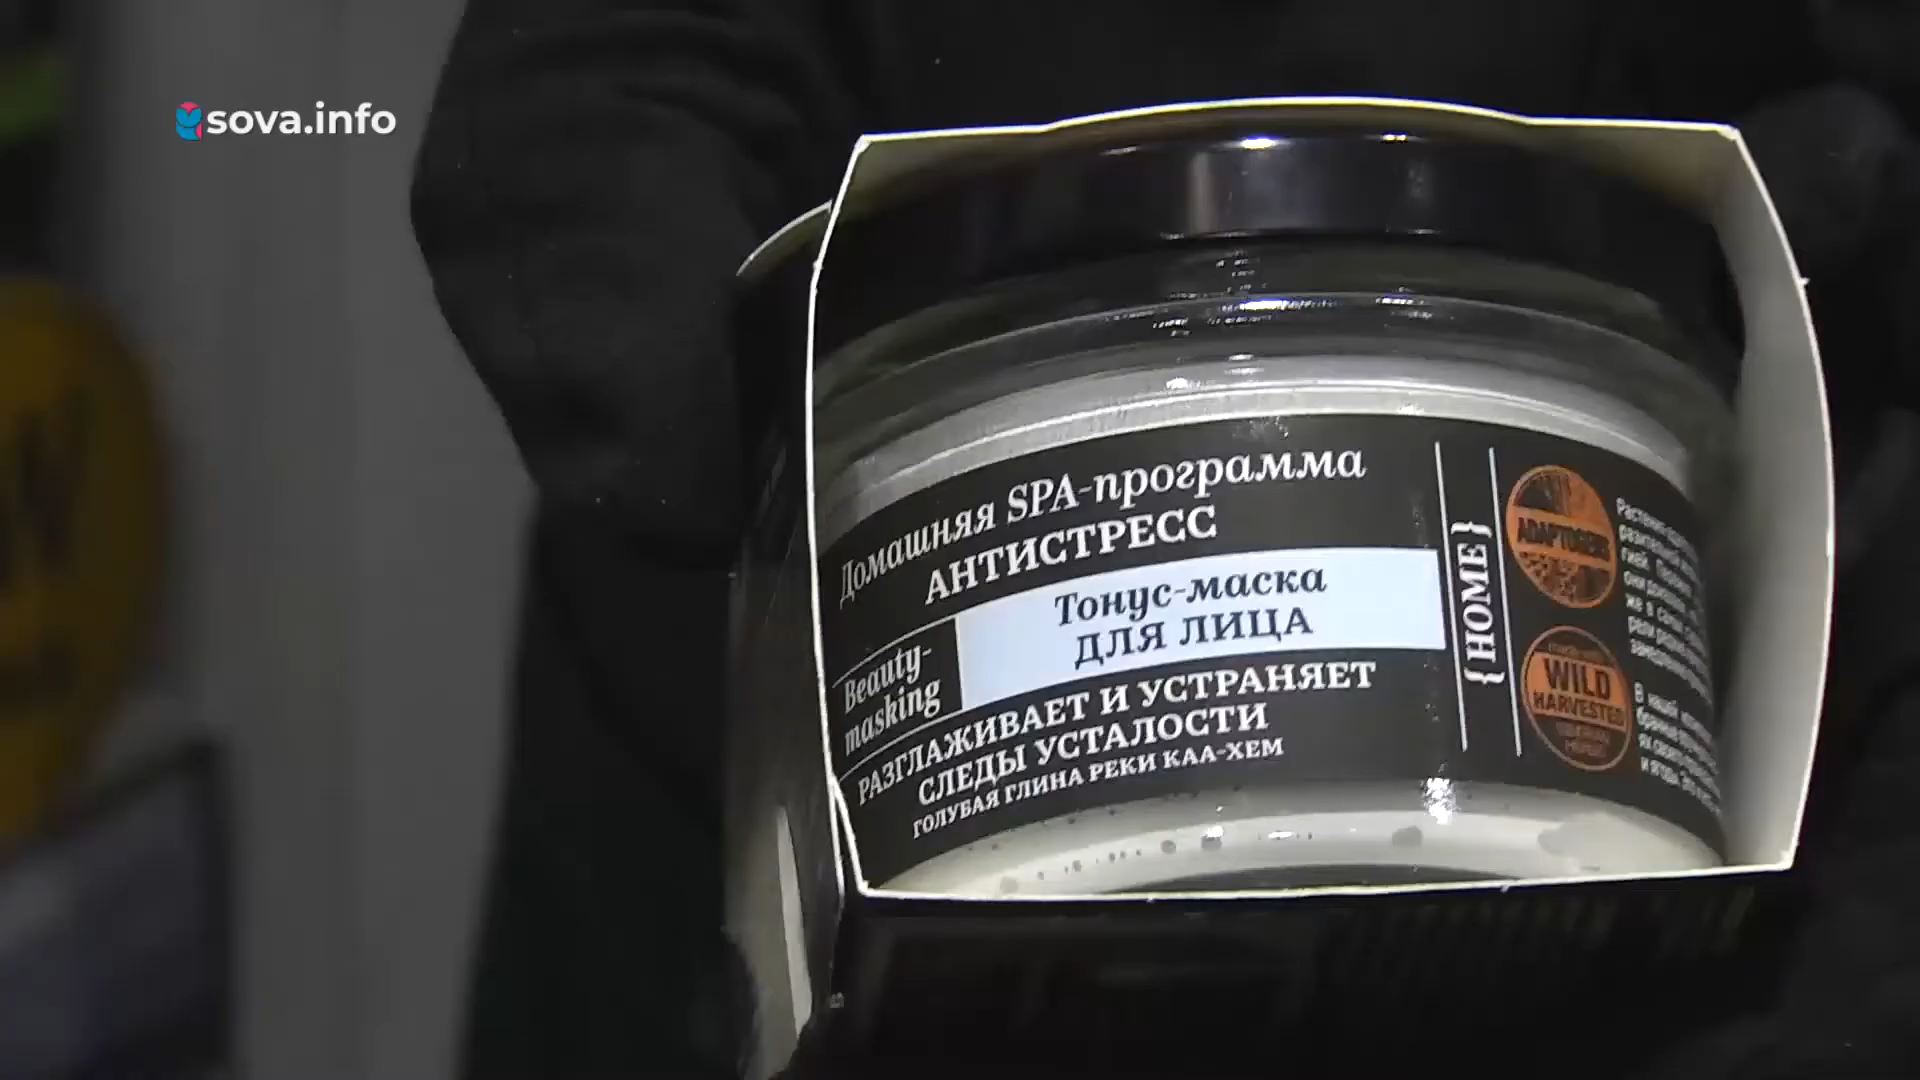 sova.info
Домашняя SPA-программа
АНТИСТРЕСС
Тонус-маска
ДЛЯ ЛИЦА
Beauty-
masking
РАЗГЛАЖИВАЕТ И УСТРАНЯЕТ
СЛЕДЫ УСТАЛОСТИ
ГОЛУБАЯ ГЛИНА РЕКИ КАА-ХЕМ
{HOME}
ADAPTOGENS
WILD
HARVESTED
В нашей